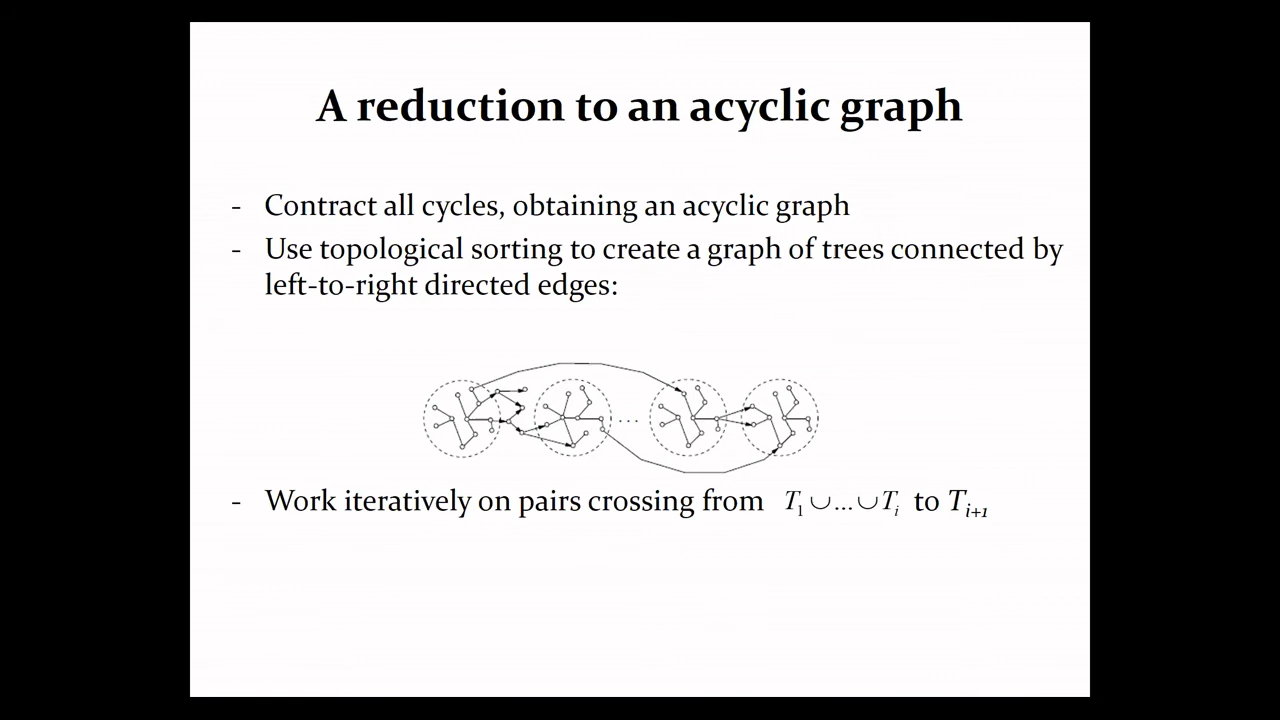 A reduction to an acyclic graph
- Contract all cycles, obtaining an acyclic graph
- Use topological sorting to create a graph of trees connected by
left-to-right directed edges:
. . .
- Work iteratively on pairs crossing from T₁ ∪ ... ∪ Tᵢ to Tᵢ₊₁